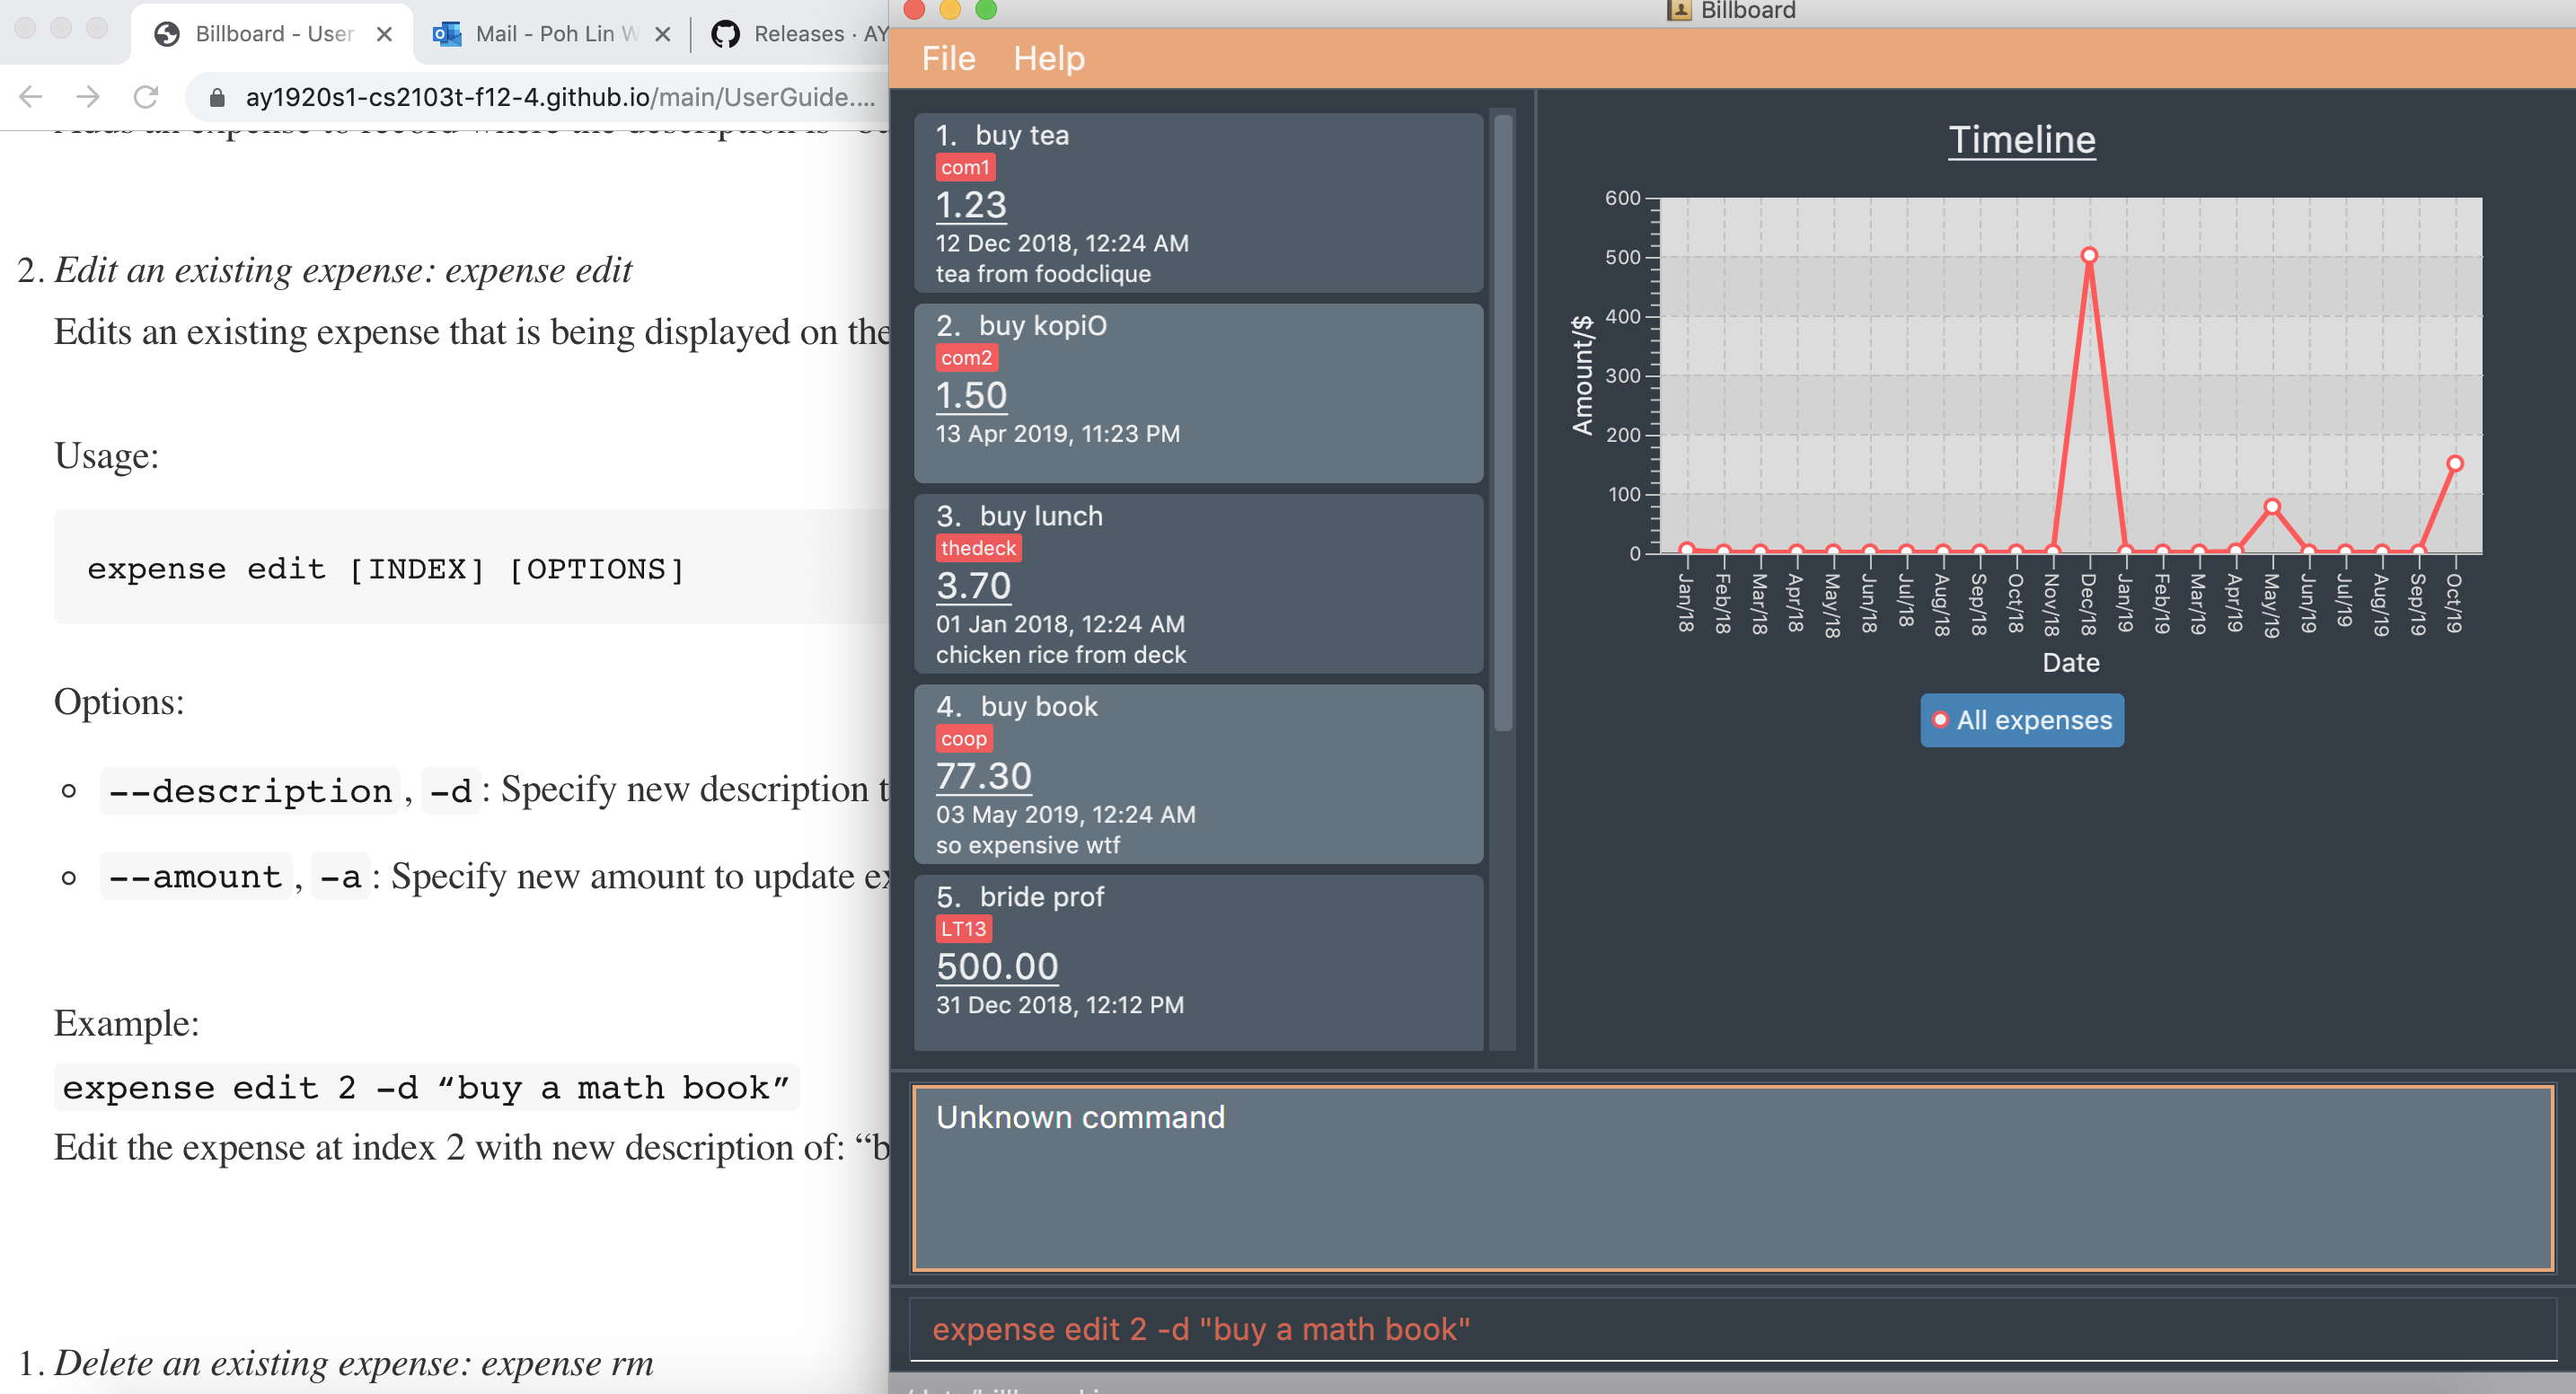 Billboard - User
Mail - Poh Lin W
Releases · AY
ay1920s1-cs2103t-f12-4.github.io/main/UserGuide....
2. Edit an existing expense: expense edit
Edits an existing expense that is being displayed on the
Usage:
expense edit [INDEX] [OPTIONS]
Options:
--description, -d: Specify new description t
--amount, -a: Specify new amount to update ex
Example:
expense edit 2 -d “buy a math book”
Edit the expense at index 2 with new description of: “b
1. Delete an existing expense: expense rm
Billboard
File Help
1. buy tea
com1
1.23
12 Dec 2018, 12:24 AM
tea from foodclique
2. buy kopiO
com2
1.50
13 Apr 2019, 11:23 PM
3. buy lunch
thedeck
3.70
01 Jan 2018, 12:24 AM
chicken rice from deck
4. buy book
coop
77.30
03 May 2019, 12:24 AM
so expensive wtf
5. bride prof
LT13
500.00
31 Dec 2018, 12:12 PM
Timeline
Amount/$
600
500
400
300
200
100
0
Jan/18 Feb/18 Mar/18 Apr/18 May/18 Jun/18 Jul/18 Aug/18 Sep/18 Oct/18 Nov/18 Dec/18 Jan/19 Feb/19 Mar/19 Apr/19 May/19 Jun/19 Jul/19 Aug/19 Sep/19 Oct/19
Date
All expenses
Unknown command
expense edit 2 -d "buy a math book"